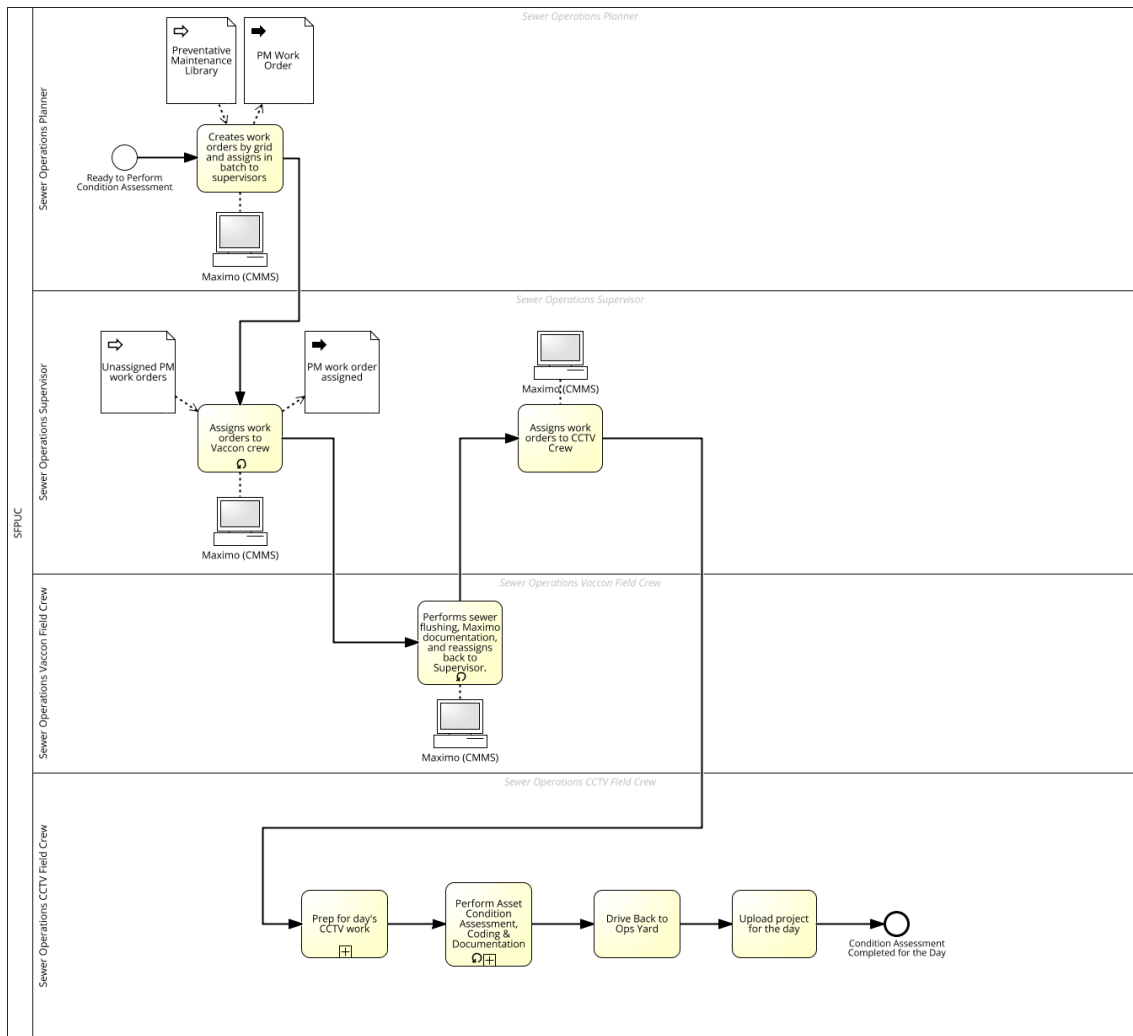 SFPUC
Sewer Operations Planner
Sewer Operations Planner
Preventative
Maintenance
Library
PM Work
Order
Ready to Perform
Condition Assessment
Creates work
orders by grid
and assigns in
batch to
supervisors
Maximo (CMMS)
Sewer Operations Supervisor
Sewer Operations Supervisor
Unassigned PM
work orders
PM work order
assigned
Assigns work
orders to
Vaccon crew
Maximo (CMMS)
Maximo (CMMS)
Assigns work
orders to CCTV
Crew
Sewer Operations Vaccon Field Crew
Sewer Operations Vaccon Field Crew
Performs sewer
flushing, Maximo
documentation,
and reassigns
back to
Supervisor.
Maximo (CMMS)
Sewer Operations CCTV Field Crew
Sewer Operations CCTV Field Crew
Prep for day's
CCTV work
Perform Asset
Condition
Assessment,
Coding &
Documentation
Drive Back to
Ops Yard
Upload project
for the day
Condition Assessment
Completed for the Day